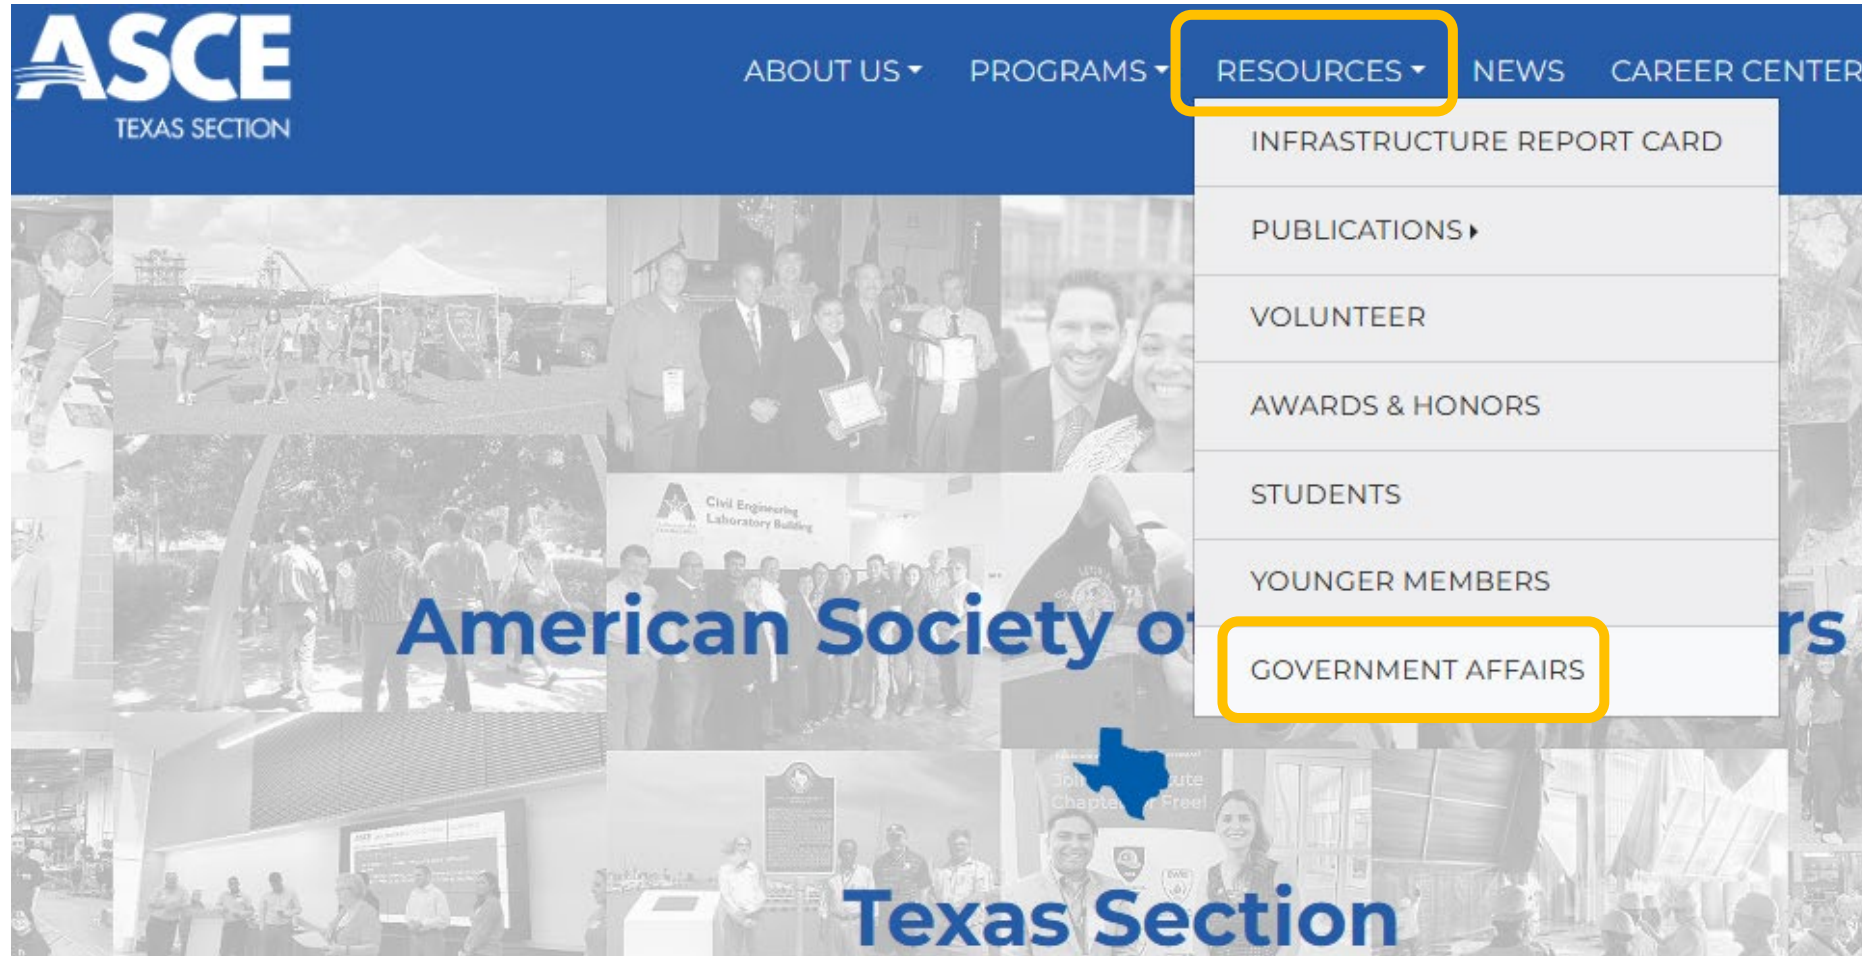 ASCE
TEXAS SECTION
ABOUT US PROGRAMS RESOURCES NEWS CAREER CENTER
INFRASTRUCTURE REPORT CARD
PUBLICATIONS
VOLUNTEER
AWARDS & HONORS
STUDENTS
YOUNGER MEMBERS
GOVERNMENT AFFAIRS
Civil Engineering
Laboratory Building
American Society o rs
Texas Section